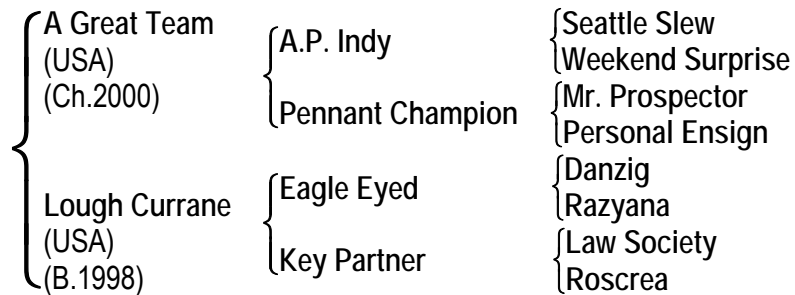 A Great Team
(USA)
(Ch.2000)
A.P. Indy
Seattle Slew
Weekend Surprise
Pennant Champion
Mr. Prospector
Personal Ensign
Lough Currane
(USA)
(B.1998)
Eagle Eyed
Danzig
Razyana
Key Partner
Law Society
Roscrea